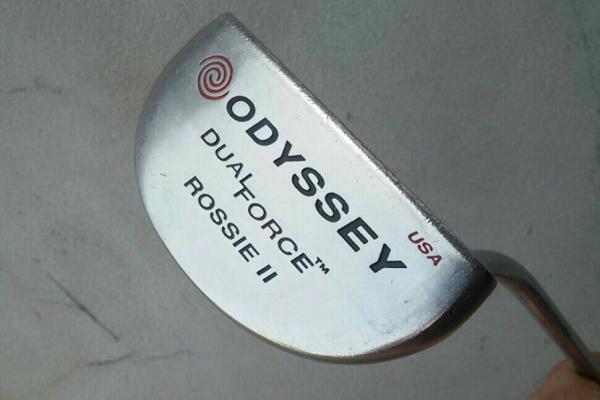 ODYSSEY
USA
DUAL FORCE™
ROSSIE II